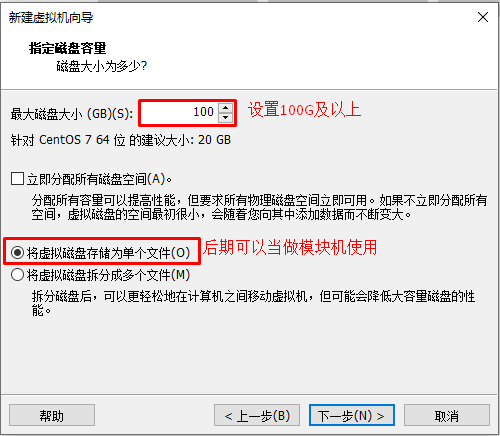 新建虚拟机向导
指定磁盘容量
磁盘大小为多少?
最大磁盘大小 (GB)(S): 100 设置100G及以上
针对 CentOS 7 64 位 的建议大小: 20 GB
立即分配所有磁盘空间(A)。
分配所有容量可以提高性能，但要求所有物理磁盘空间立即可用。如果不立即分配所有
空间，虚拟磁盘的空间最初很小，会随着您向其中添加数据而不断变大。
将虚拟磁盘存储为单个文件(O) 后期可以当做模块机使用
将虚拟磁盘拆分成多个文件(M)
拆分磁盘后，可以更轻松地在计算机之间移动虚拟机，但可能会降低大容量磁盘的性
能。
帮助 < 上一步(B) 下一步(N) > 取消